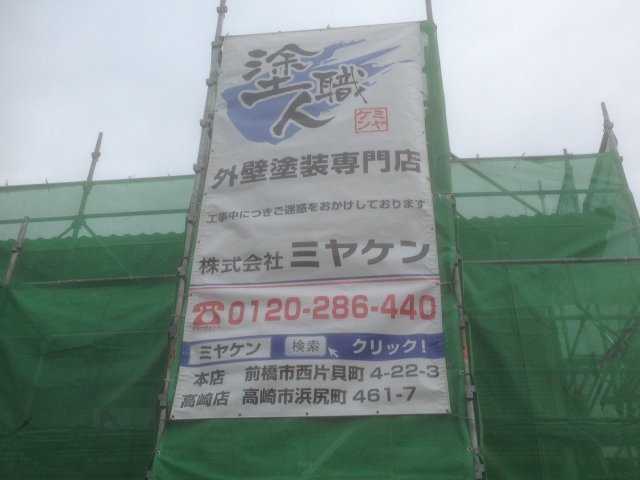 塗職人
ミヤケン
外壁塗装専門店
工事中につきご迷惑をおかけしております
株式会社 ミヤケン
0120-286-440
ミヤケン 検索 クリック!
本店 前橋市西片貝町 4-22-3
高崎店 高崎市浜尻町 461-7